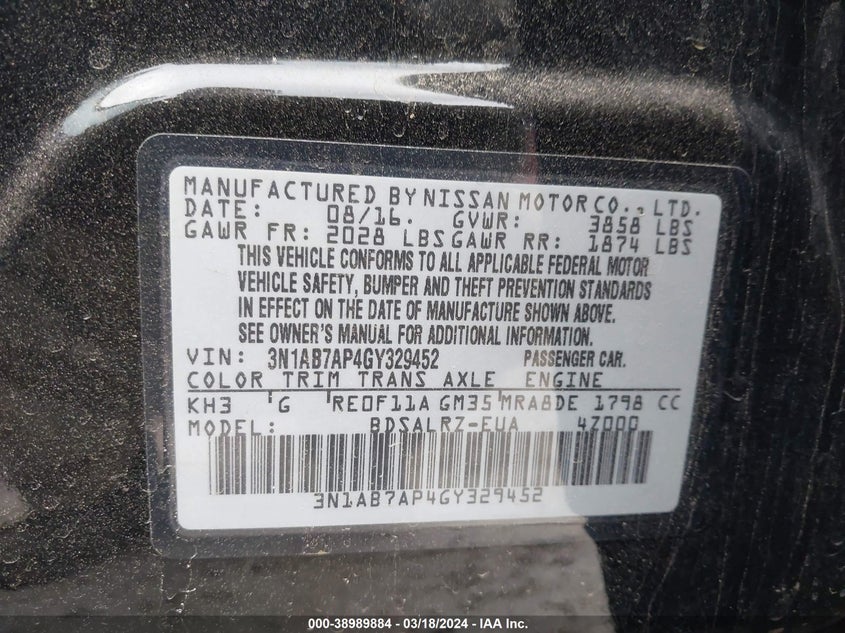 MANUFACTURED BY NISSAN MOTOR CO., LTD.
DATE: 08/16. GVWR: 3858 LBS
GAWR FR: 2028 LBS GAWR RR: 1874 LBS
THIS VEHICLE CONFORMS TO ALL APPLICABLE FEDERAL MOTOR
VEHICLE SAFETY, BUMPER AND THEFT PREVENTION STANDARDS
IN EFFECT ON THE DATE OF MANUFACTURE SHOWN ABOVE.
SEE OWNER'S MANUAL FOR ADDITIONAL INFORMATION.
VIN: 3N1AB7AP4GY329452 PASSENGER CAR.
COLOR TRIM TRANS AXLE ENGINE
KH3 'G 'RE0F11A GM35'MRA8DE 1798 CC
MODEL: BDSALRZ-EUA 4Z000
3N1AB7AP4GY329452
000-38989884 - 03/18/2024 - IAA Inc.